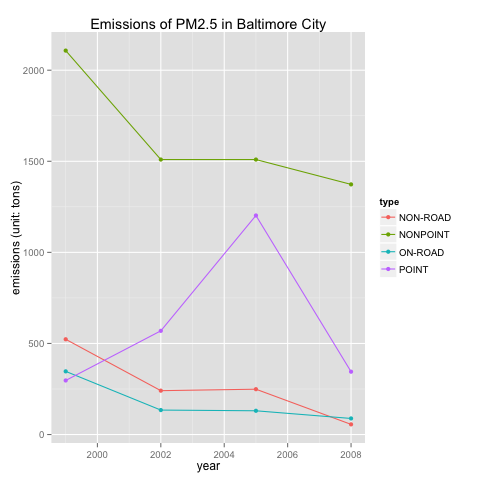 Emissions of PM2.5 in Baltimore City
emissions (unit: tons)
2000
1500
1000
500
0
2000 2002 2004 2006 2008
year
type
NON-ROAD
NONPOINT
ON-ROAD
POINT